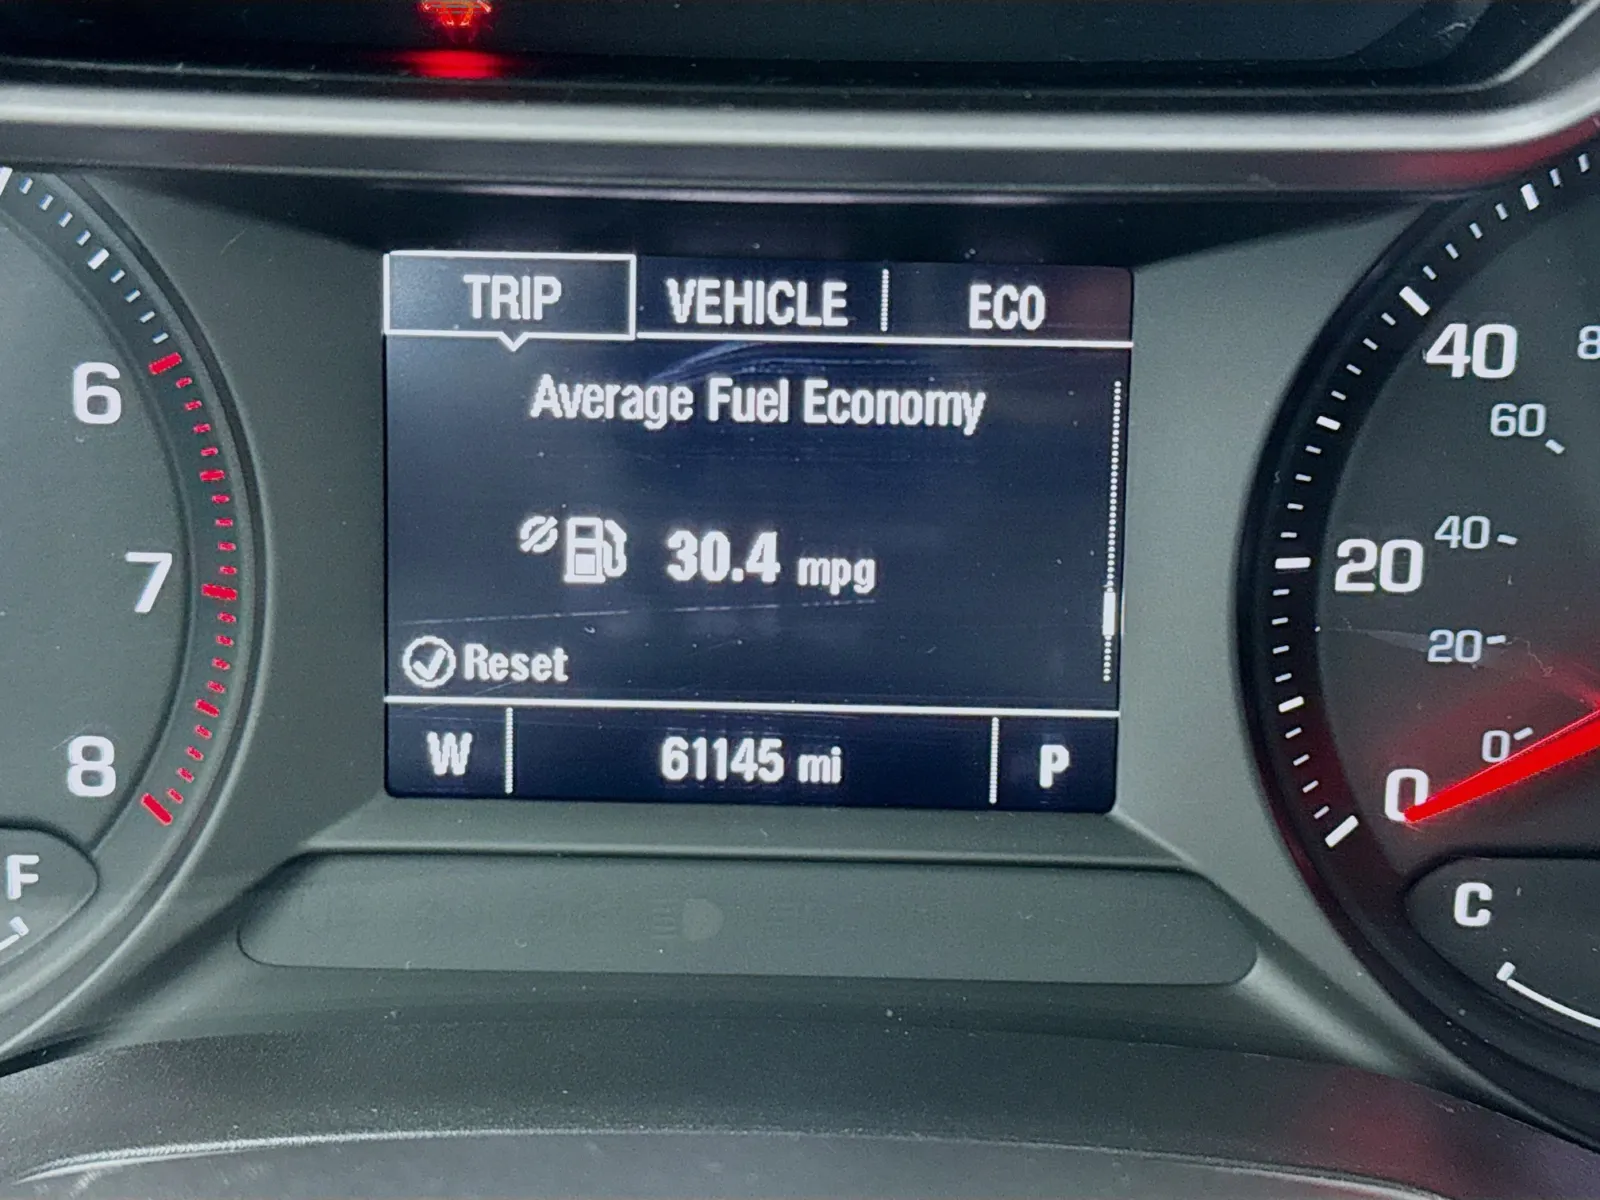 TRIP VEHICLE ECO
Average Fuel Economy
30.4 mpg
Reset
W 61145 mi P
6
7
8
F
40
60
20
40
20
0
0
C